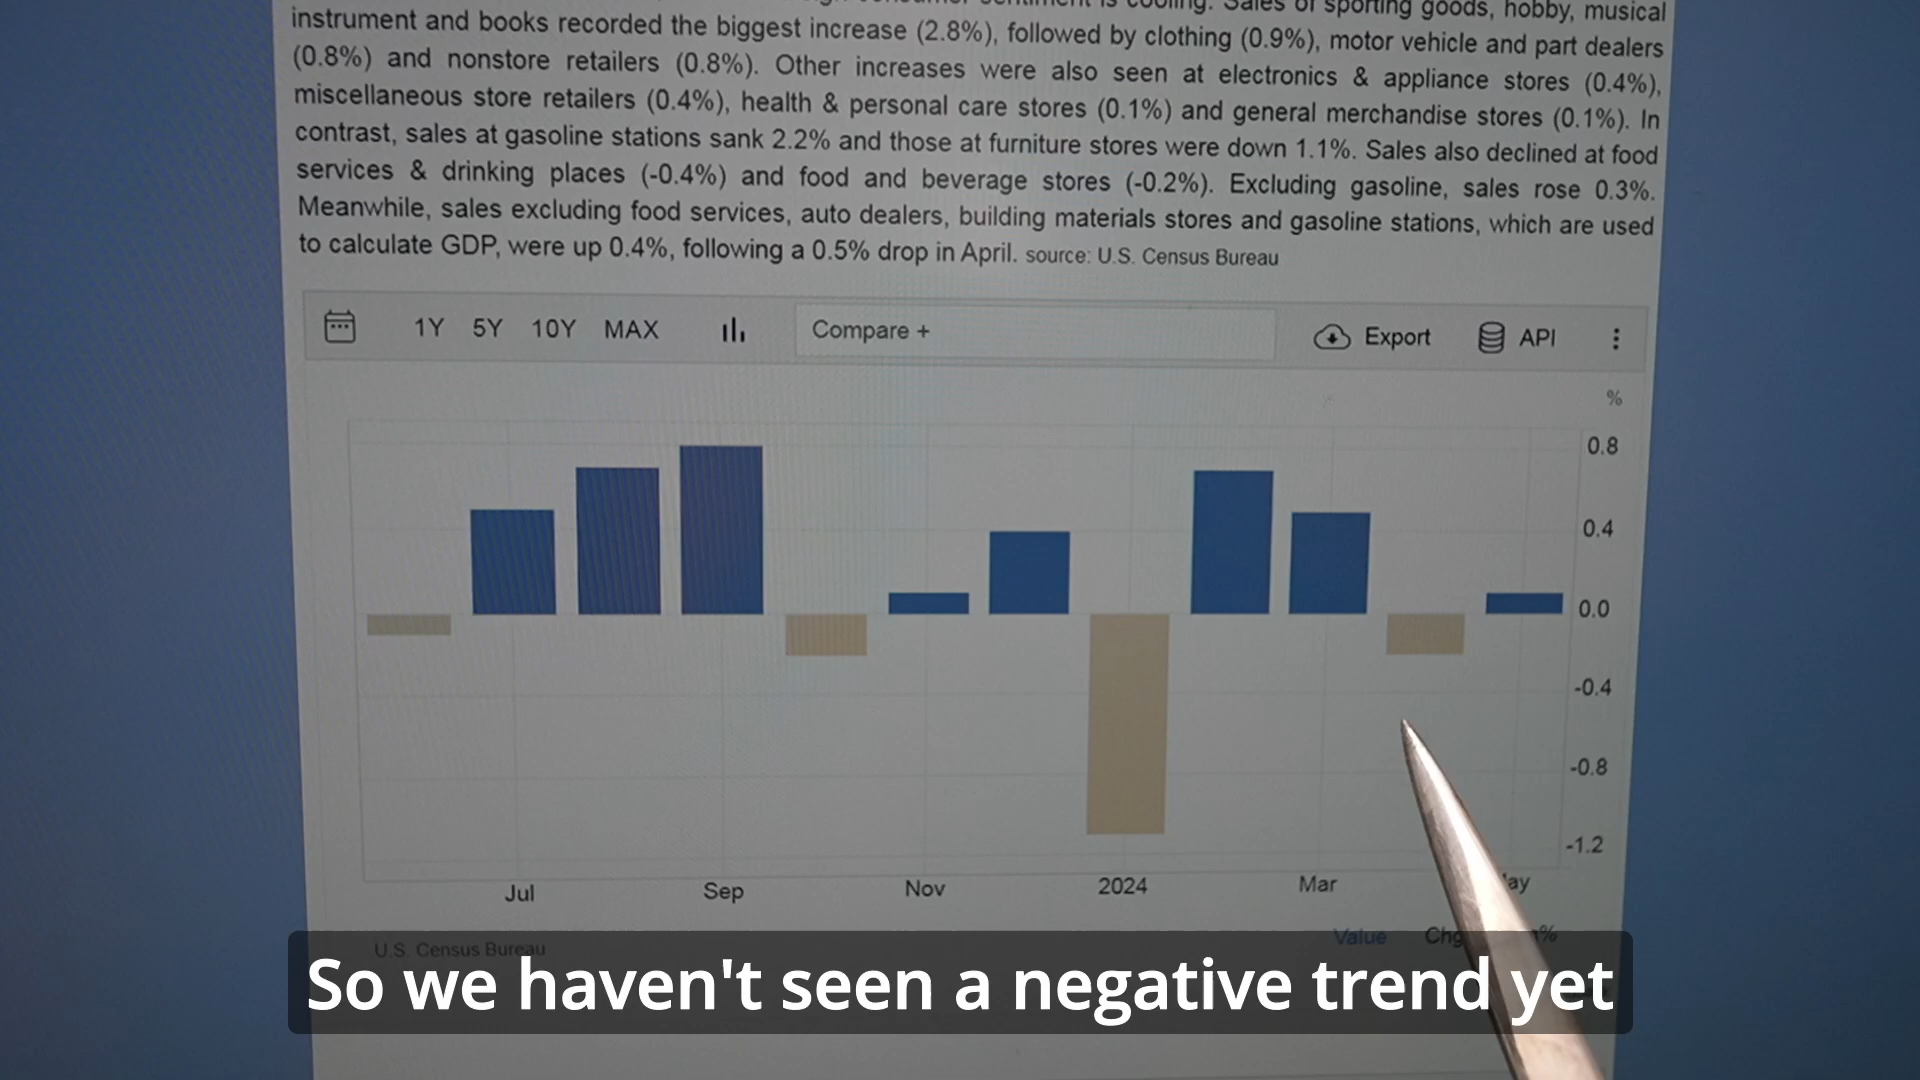 is cooling. Sales of sporting goods, hobby, musical
instrument and books recorded the biggest increase (2.8%), followed by clothing (0.9%), motor vehicle and part dealers
(0.8%) and nonstore retailers (0.8%). Other increases were also seen at electronics & appliance stores (0.4%),
miscellaneous store retailers (0.4%), health & personal care stores (0.1%) and general merchandise stores (0.1%). In
contrast, sales at gasoline stations sank 2.2% and those at furniture stores were down 1.1%. Sales also declined at food
services & drinking places (-0.4%) and food and beverage stores (-0.2%). Excluding gasoline, sales rose 0.3%.
Meanwhile, sales excluding food services, auto dealers, building materials stores and gasoline stations, which are used
to calculate GDP, were up 0.4%, following a 0.5% drop in April. source: U.S. Census Bureau
1Y 5Y 10Y MAX Compare + Export API
%
0.8
0.4
0.0
-0.4
-0.8
-1.2
Jul Sep Nov 2024 Mar
Value %
U.S. Census Bureau
So we haven't seen a negative trend yet